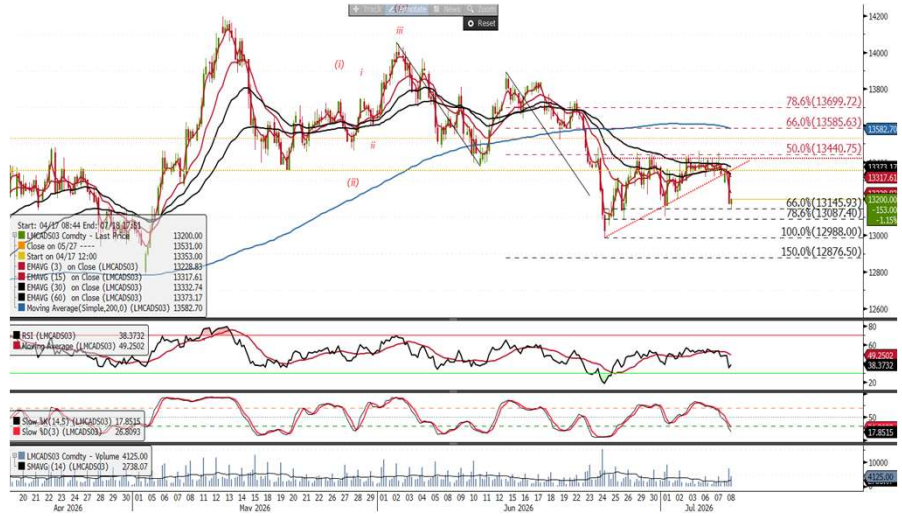 Track Annotate News Zoom
Reset
(iii)
iii
(i)
i
ii
(ii)
14200
14000
13800
13600
13400
13200
13000
12800
12600
78.6%(13699.72)
66.0%(13585.63)
50.0%(13440.75)
66.0%(13145.93)
78.6%(13087.40)
100.0%(12988.00)
150.0%(12876.50)
13582.70
13373.17
13317.61
13228.83
13200.00
-153.00
-1.15%
Start: 04/17 08:44 End: 07/18 17:51
LMCADS03 Comdty - Last Price 13200.00
Close on 05/27 ---- 13531.00
Start on 04/17 12:00 13353.00
EMAVG (3) on Close (LMCADS03) 13228.83
EMAVG (15) on Close (LMCADS03) 13317.61
EMAVG (30) on Close (LMCADS03) 13332.74
EMAVG (60) on Close (LMCADS03) 13373.17
Moving Average(Simple,200,0) (LMCADS03) 13582.70
RSI (LMCADS03) 38.3732
Moving Average (LMCADS03) 49.2502
80
60
49.2502
38.3732
20
Slow %K(14,5) (LMCADS03) 17.8515
Slow %D(3) (LMCADS03) 26.8093
50
17.8515
LMCADS03 Comdty - Volume 4125.00
SMAVG (14) (LMCADS03) 2738.07
10000
4125.00
0
20 21 22 23 24 27 28 29 30 01 05 06 07 08 11 12 13 14 15 18 19 20 21 22 26 27 28 29 01 02 03 04 05 08 09 10 11 12 15 16 17 18 19 22 23 24 25 26 29 30 01 02 03 06 07 08
Apr 2026 May 2026 Jun 2026 Jul 2026